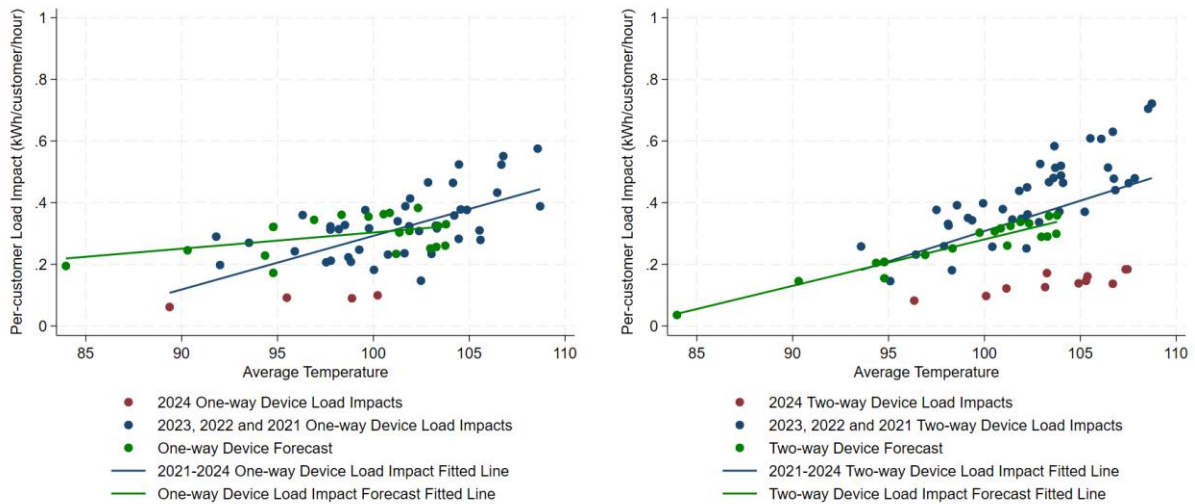 Per-customer Load Impact (kWh/customer/hour)
1
.8
.6
.4
.2
0
85 90 95 100 105 110
Average Temperature
2024 One-way Device Load Impacts
2023, 2022 and 2021 One-way Device Load Impacts
One-way Device Forecast
2021-2024 One-way Device Load Impact Fitted Line
One-way Device Load Impact Forecast Fitted Line
Per-customer Load Impact (kWh/customer/hour)
1
.8
.6
.4
.2
0
85 90 95 100 105 110
Average Temperature
2024 Two-way Device Load Impacts
2023, 2022 and 2021 Two-way Device Load Impacts
Two-way Device Forecast
2021-2024 Two-way Device Load Impact Fitted Line
Two-way Device Load Impact Forecast Fitted Line